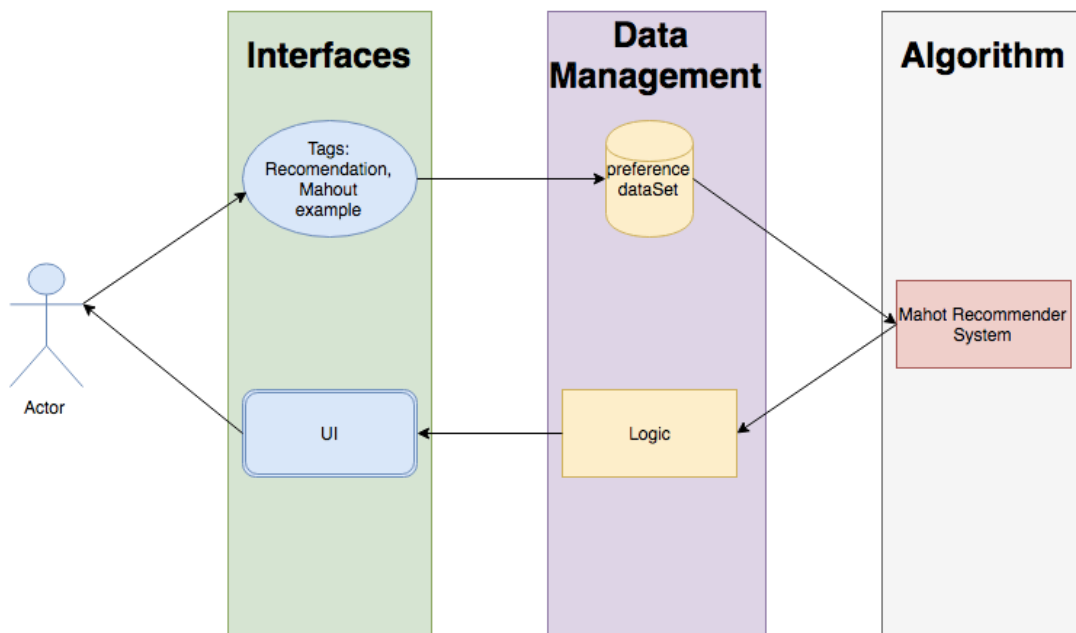 Interfaces
Data
Management
Algorithm
Tags:
Recomendation,
Mahout
example
preference
dataSet
Mahot Recommender
System
Actor
UI
Logic